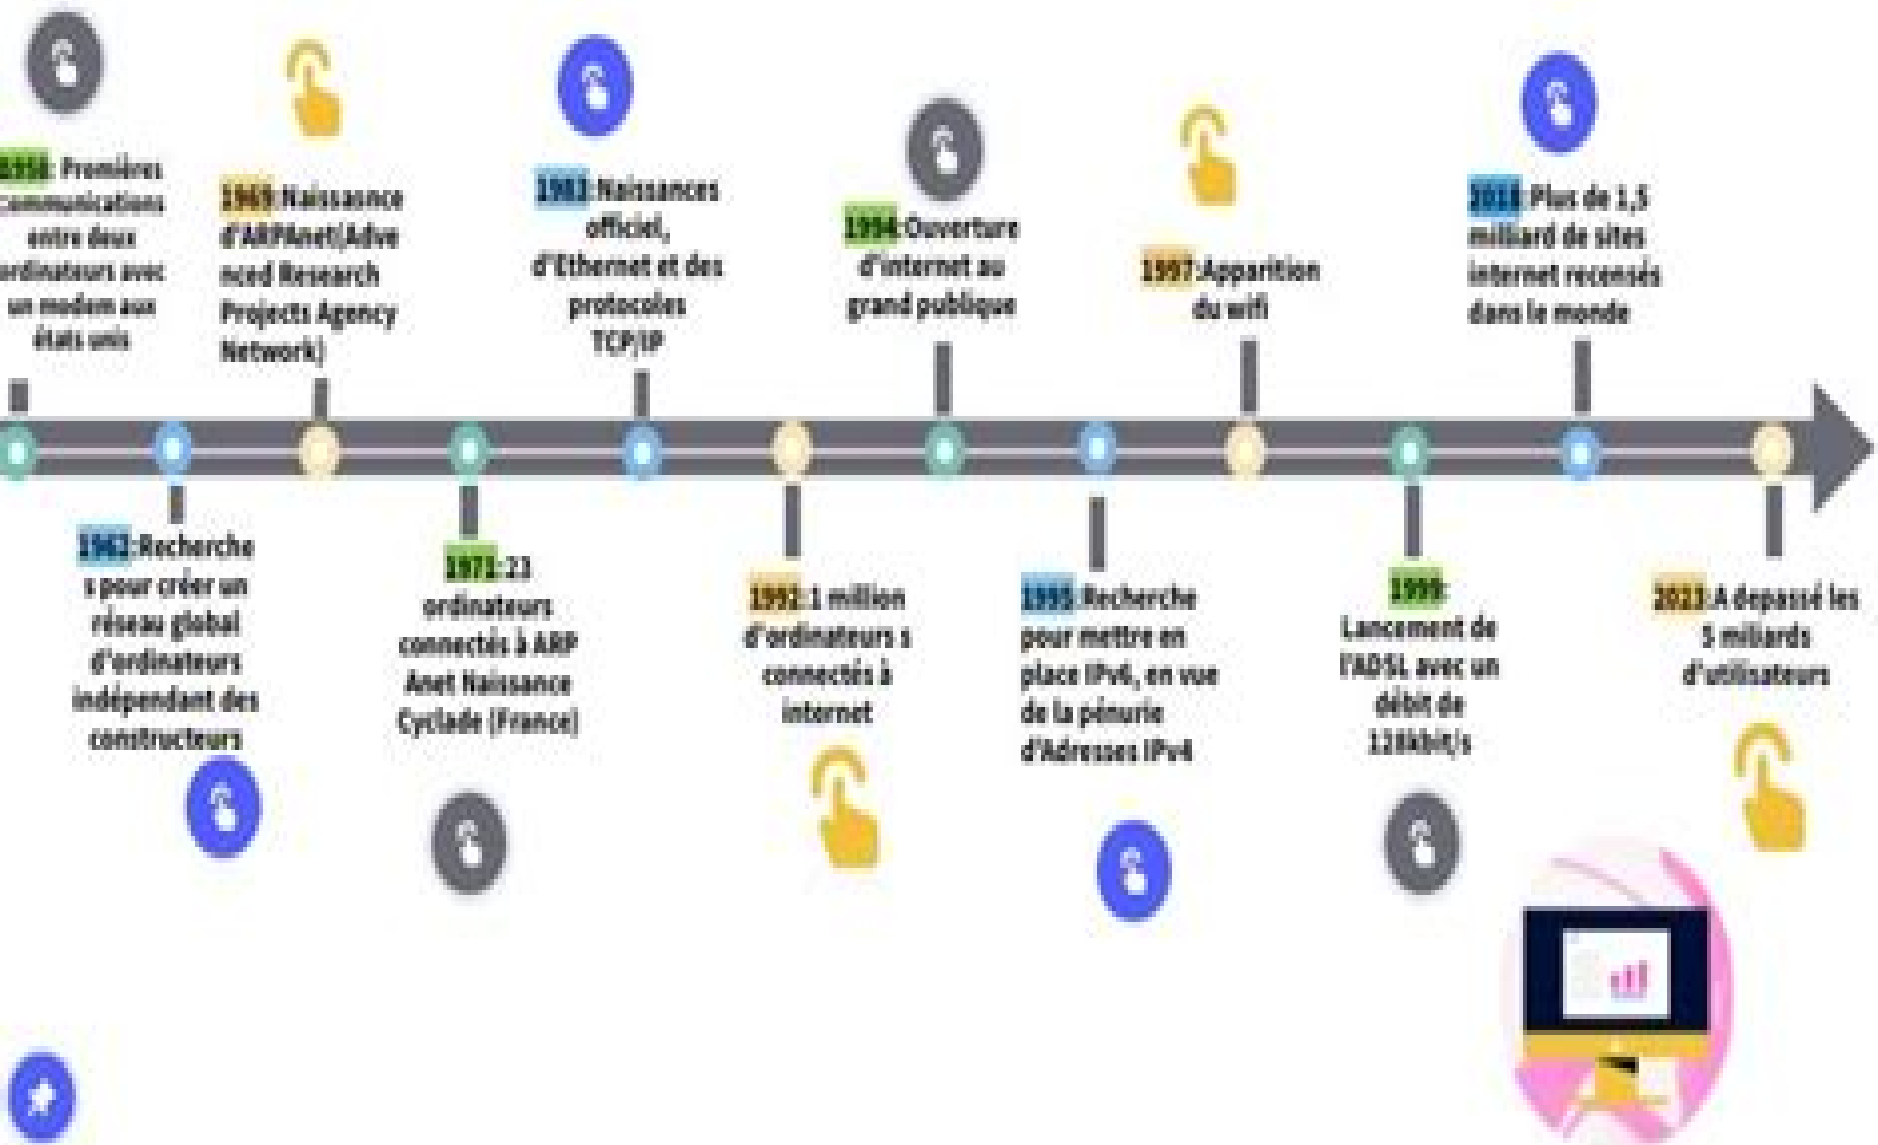 1958: Premières
communications
entre deux
ordinateurs avec
un modem aux
états unis
1962:Recherche
s pour créer un
réseau global
d'ordinateurs
indépendant des
constructeurs
1969:Naissaonce
d'ARPAnet(Adve
nced Research
Projects Agency
Network)
1971:23
ordinateurs
connectés à ARP
Anet Naissance
Cyclade (France)
:Naissances
officiel,
d'Ethernet et des
protocoles
TCP/IP
1992:1 million
d'ordinateurs s
connectés à
internet
1994:Ouverture
d'internet au
grand publique
1995:Recherche
pour mettre en
place IPv6, en vue
de la pénurie
d'Adresses IPv4
1997:Apparition
du wifi
1999:
Lancement de
l'ADSL avec un
débit de
128kbit/s
2018:Plus de 1,5
milliard de sites
internet recensés
dans le monde
:A depassé les
5 miliards
d'utilisateurs